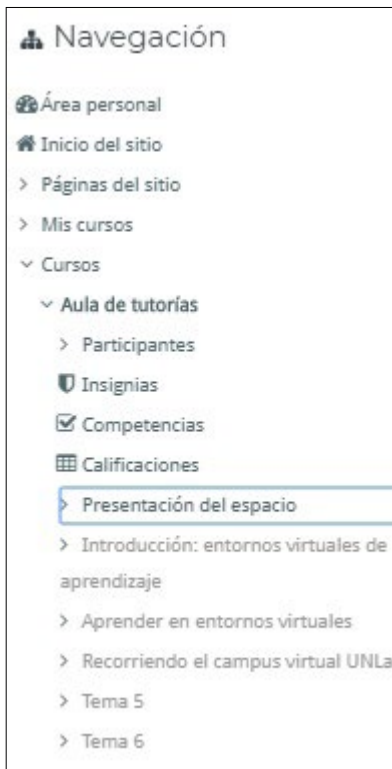 Navegación
Área personal
Inicio del sitio
Páginas del sitio
Mis cursos
Cursos
Aula de tutorías
Participantes
Insignias
Competencias
Calificaciones
Presentación del espacio
Introducción: entornos virtuales de
aprendizaje
Aprender en entornos virtuales
Recorriendo el campus virtual UNLa
Tema 5
Tema 6